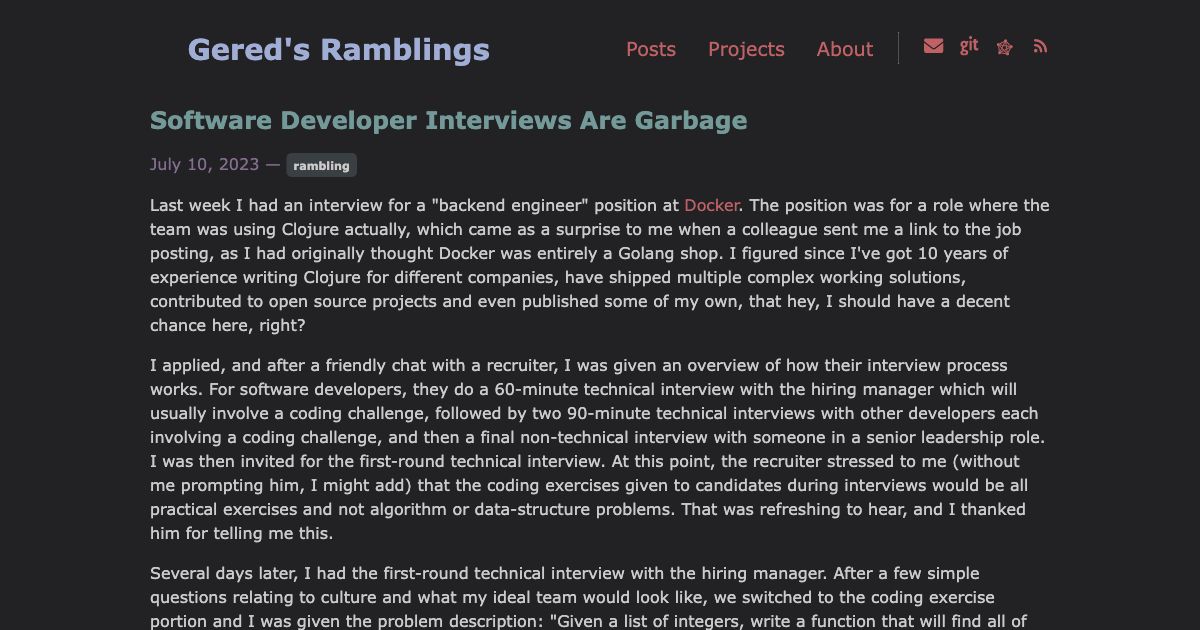 Gered's Ramblings
Posts Projects About git
Software Developer Interviews Are Garbage
July 10, 2023 — rambling
Last week I had an interview for a "backend engineer" position at Docker. The position was for a role where the
team was using Clojure actually, which came as a surprise to me when a colleague sent me a link to the job
posting, as I had originally thought Docker was entirely a Golang shop. I figured since I've got 10 years of
experience writing Clojure for different companies, have shipped multiple complex working solutions,
contributed to open source projects and even published some of my own, that hey, I should have a decent
chance here, right?
I applied, and after a friendly chat with a recruiter, I was given an overview of how their interview process
works. For software developers, they do a 60-minute technical interview with the hiring manager which will
usually involve a coding challenge, followed by two 90-minute technical interviews with other developers each
involving a coding challenge, and then a final non-technical interview with someone in a senior leadership role.
I was then invited for the first-round technical interview. At this point, the recruiter stressed to me (without
me prompting him, I might add) that the coding exercises given to candidates during interviews would be all
practical exercises and not algorithm or data-structure problems. That was refreshing to hear, and I thanked
him for telling me this.
Several days later, I had the first-round technical interview with the hiring manager. After a few simple
questions relating to culture and what my ideal team would look like, we switched to the coding exercise
portion and I was given the problem description: "Given a list of integers, write a function that will find all of